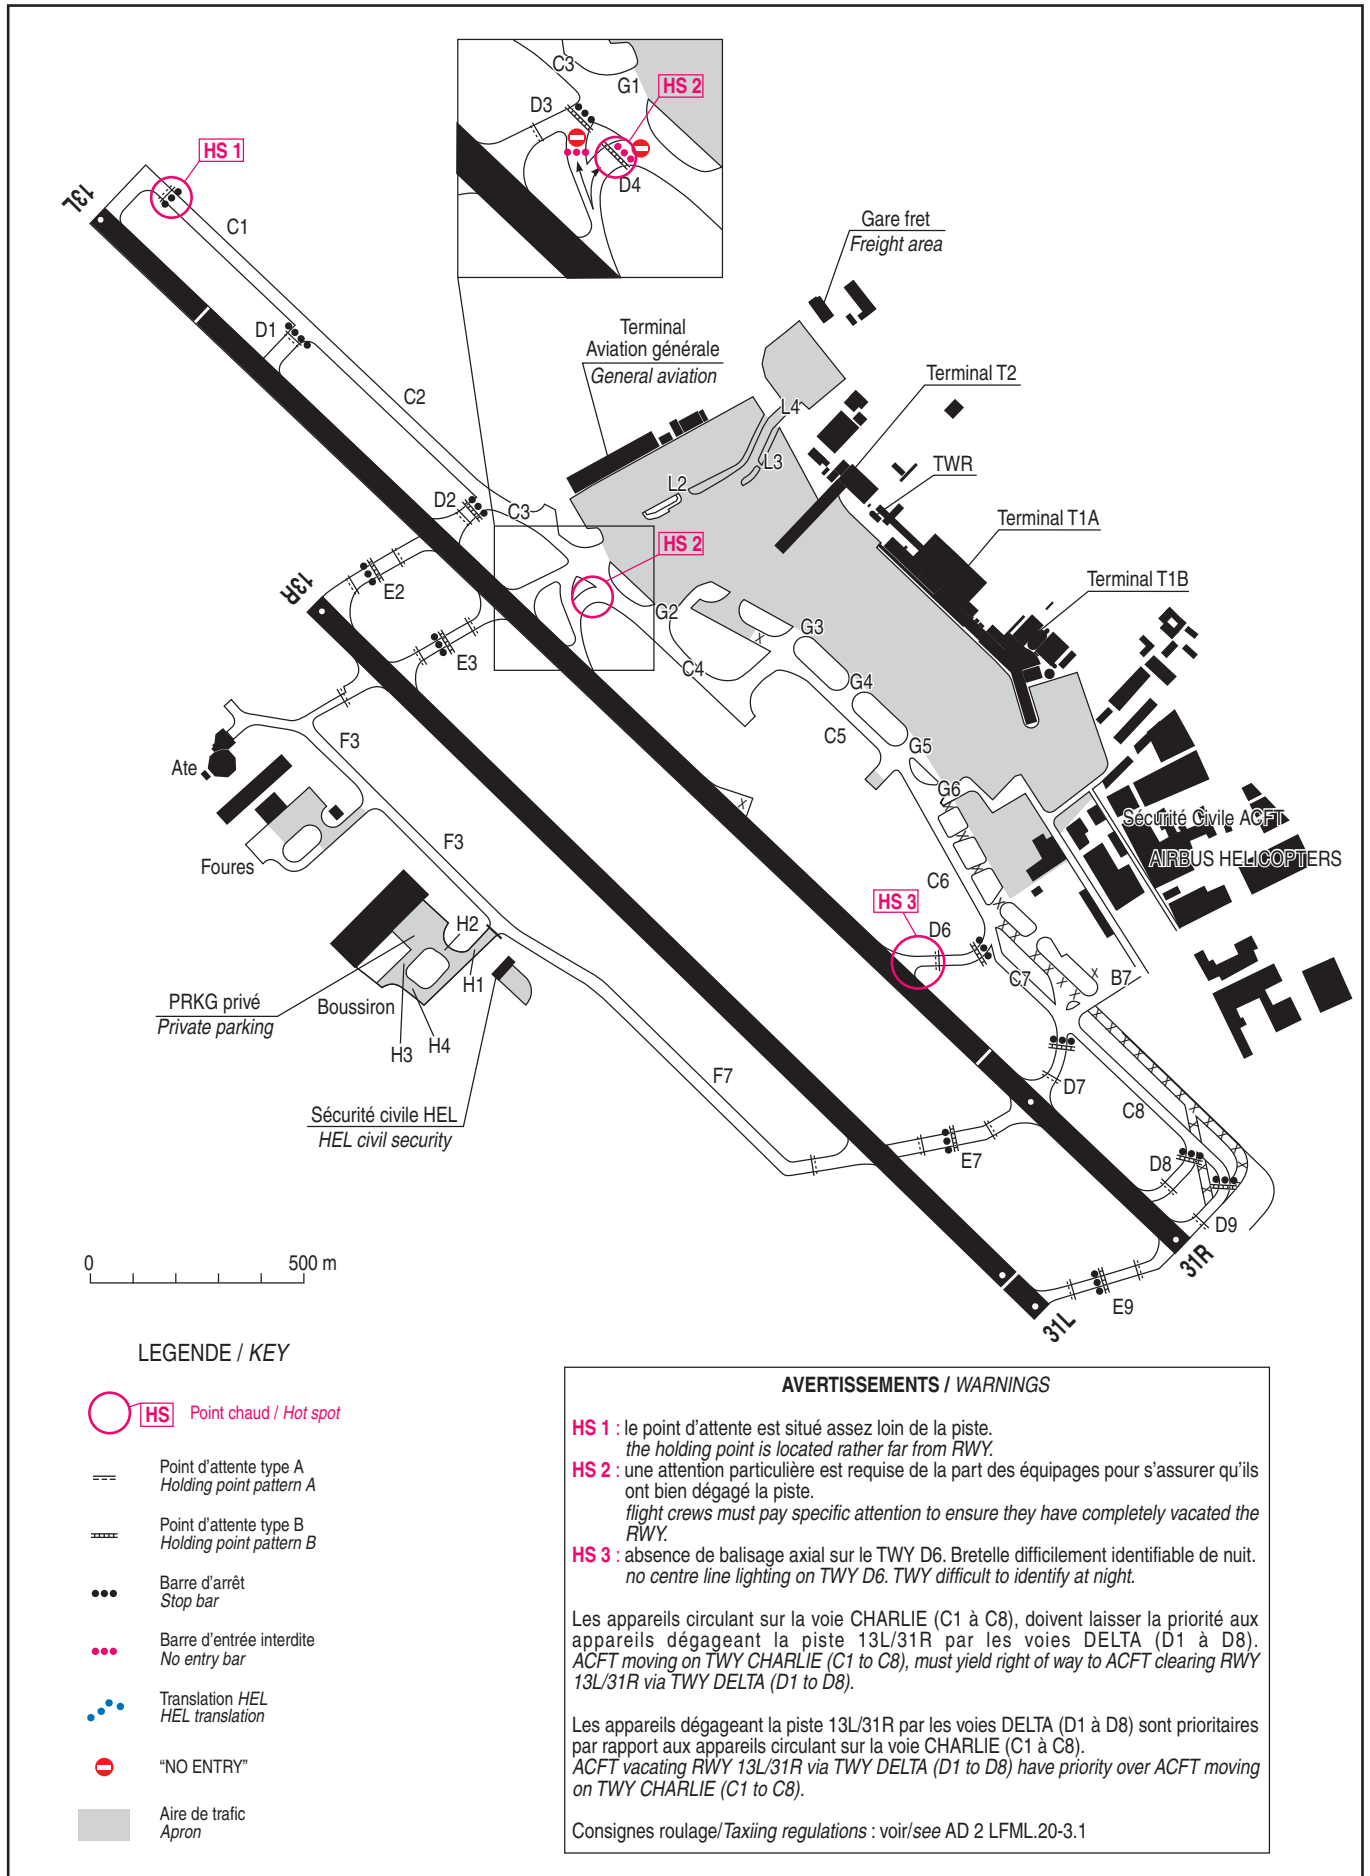 C3
G1
HS 2
D3
D4
HS 1
13L
C1
D1
C2
Gare fret
Freight area
Terminal
Aviation générale
General aviation
Terminal T2
L4
L3
L2
TWR
Terminal T1A
Terminal T1B
D2
C3
HS 2
13R
E2
E3
G2
C4
G3
G4
C5
G5
G6
F3
Ate
Foures
F3
Sécurité Civile ACFT
AIRBUS HELICOPTERS
C6
HS 3
D6
C7
B7
H2
H1
PRKG privé
Private parking
Boussiron
H3
H4
F7
D7
C8
Sécurité civile HEL
HEL civil security
E7
D8
D9
31R
E9
31L
0
500 m
LEGENDE / KEY
HS Point chaud / Hot spot
Point d'attente type A
Holding point pattern A
Point d'attente type B
Holding point pattern B
Barre d'arrêt
Stop bar
Barre d'entrée interdite
No entry bar
Translation HEL
HEL translation
“NO ENTRY”
Aire de trafic
Apron
AVERTISSEMENTS / WARNINGS
HS 1 : le point d'attente est situé assez loin de la piste.
the holding point is located rather far from RWY.
HS 2 : une attention particulière est requise de la part des équipages pour s'assurer qu'ils
ont bien dégagé la piste.
flight crews must pay specific attention to ensure they have completely vacated the
RWY.
HS 3 : absence de balisage axial sur le TWY D6. Bretelle difficilement identifiable de nuit.
no centre line lighting on TWY D6. TWY difficult to identify at night.
Les appareils circulant sur la voie CHARLIE (C1 à C8), doivent laisser la priorité aux
appareils dégageant la piste 13L/31R par les voies DELTA (D1 à D8).
ACFT moving on TWY CHARLIE (C1 to C8), must yield right of way to ACFT clearing RWY
13L/31R via TWY DELTA (D1 to D8).
Les appareils dégageant la piste 13L/31R par les voies DELTA (D1 à D8) sont prioritaires
par rapport aux appareils circulant sur la voie CHARLIE (C1 à C8).
ACFT vacating RWY 13L/31R via TWY DELTA (D1 to D8) have priority over ACFT moving
on TWY CHARLIE (C1 to C8).
Consignes roulage/Taxiing regulations : voir/see AD 2 LFML.20-3.1